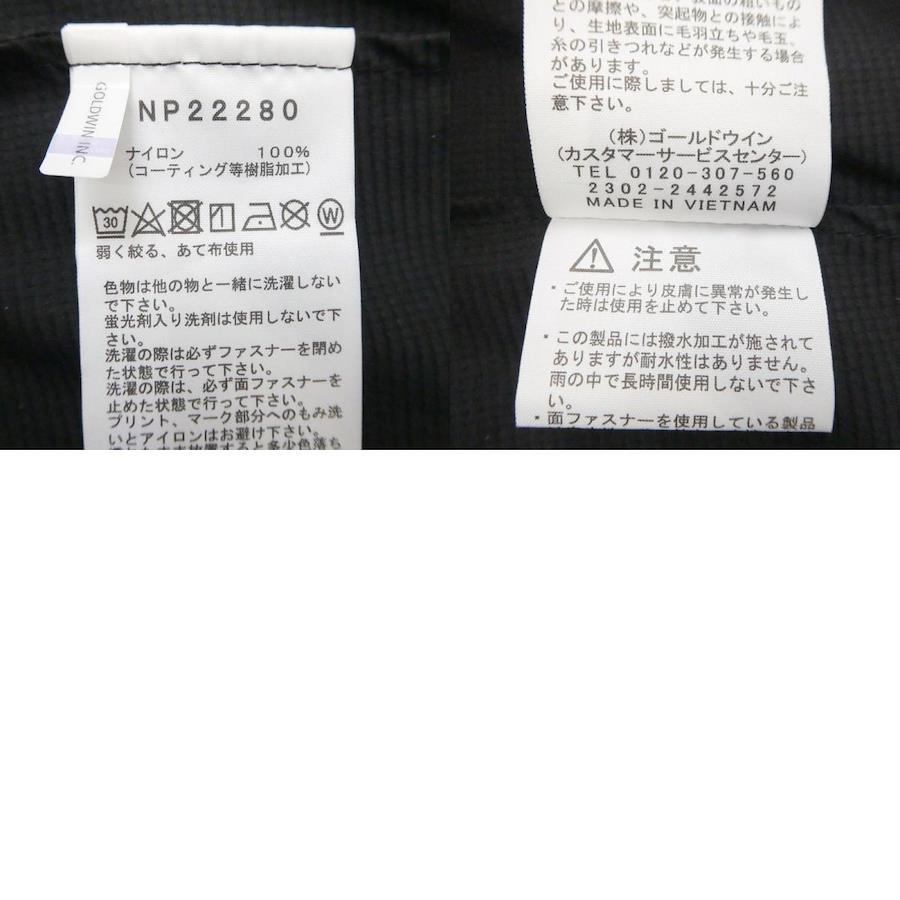 GOLDWIN INC.
NP22280
ナイロン 100%
(コーティング等樹脂加工)
30
W
弱く絞る、あて布使用
色物は他の物と一緒に洗濯しない
で下さい。
蛍光剤入り洗剤は使用しないで下
さい。
洗濯の際は必ずファスナーを閉め
た状態で行って下さい。
洗濯の際は、必ず面ファスナーを
止めた状態で行って下さい。
プリント、マーク部分へのもみ洗
いとアイロンはお避け下さい。
との摩擦や、突起物との接触によ
り、生地表面に毛羽立ちや毛玉、
糸の引きつれなどが発生する場合
があります。
ご使用に際しましては、十分ご注
意下さい。
(株)ゴールドウイン
(カスタマーサービスセンター)
TEL 0120-307-560
2302-2442572
MADE IN VIETNAM
注意
・ご使用により皮膚に異常が発生し
た時は使用を止めて下さい。
・この製品には撥水加工が施されて
ありますが耐水性はありません。
雨の中で長時間使用しないで下さ
い。
・面ファスナーを使用している製品